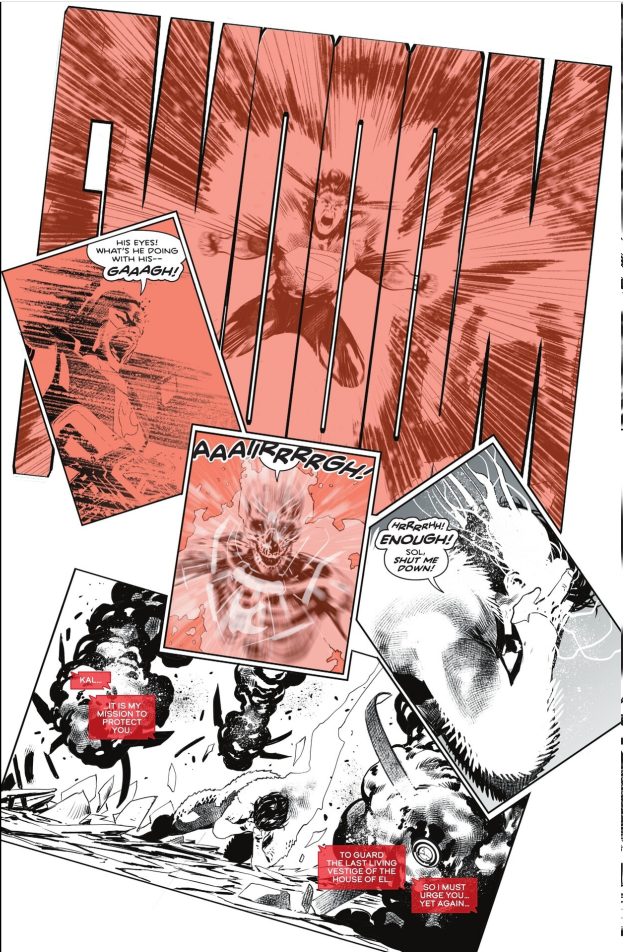 FWOOOM
HIS EYES!
WHAT'S HE DOING
WITH HIS--
GAAAGH!
AAAIIRRRRGH!
HRRRRHH!
ENOUGH!
SOL,
SHUT ME
DOWN!
KAL...
IT IS MY
MISSION TO
PROTECT
YOU.
TO GUARD
THE LAST LIVING
VESTIGE OF THE
HOUSE OF EL.
SO I MUST
URGE YOU...
YET AGAIN...